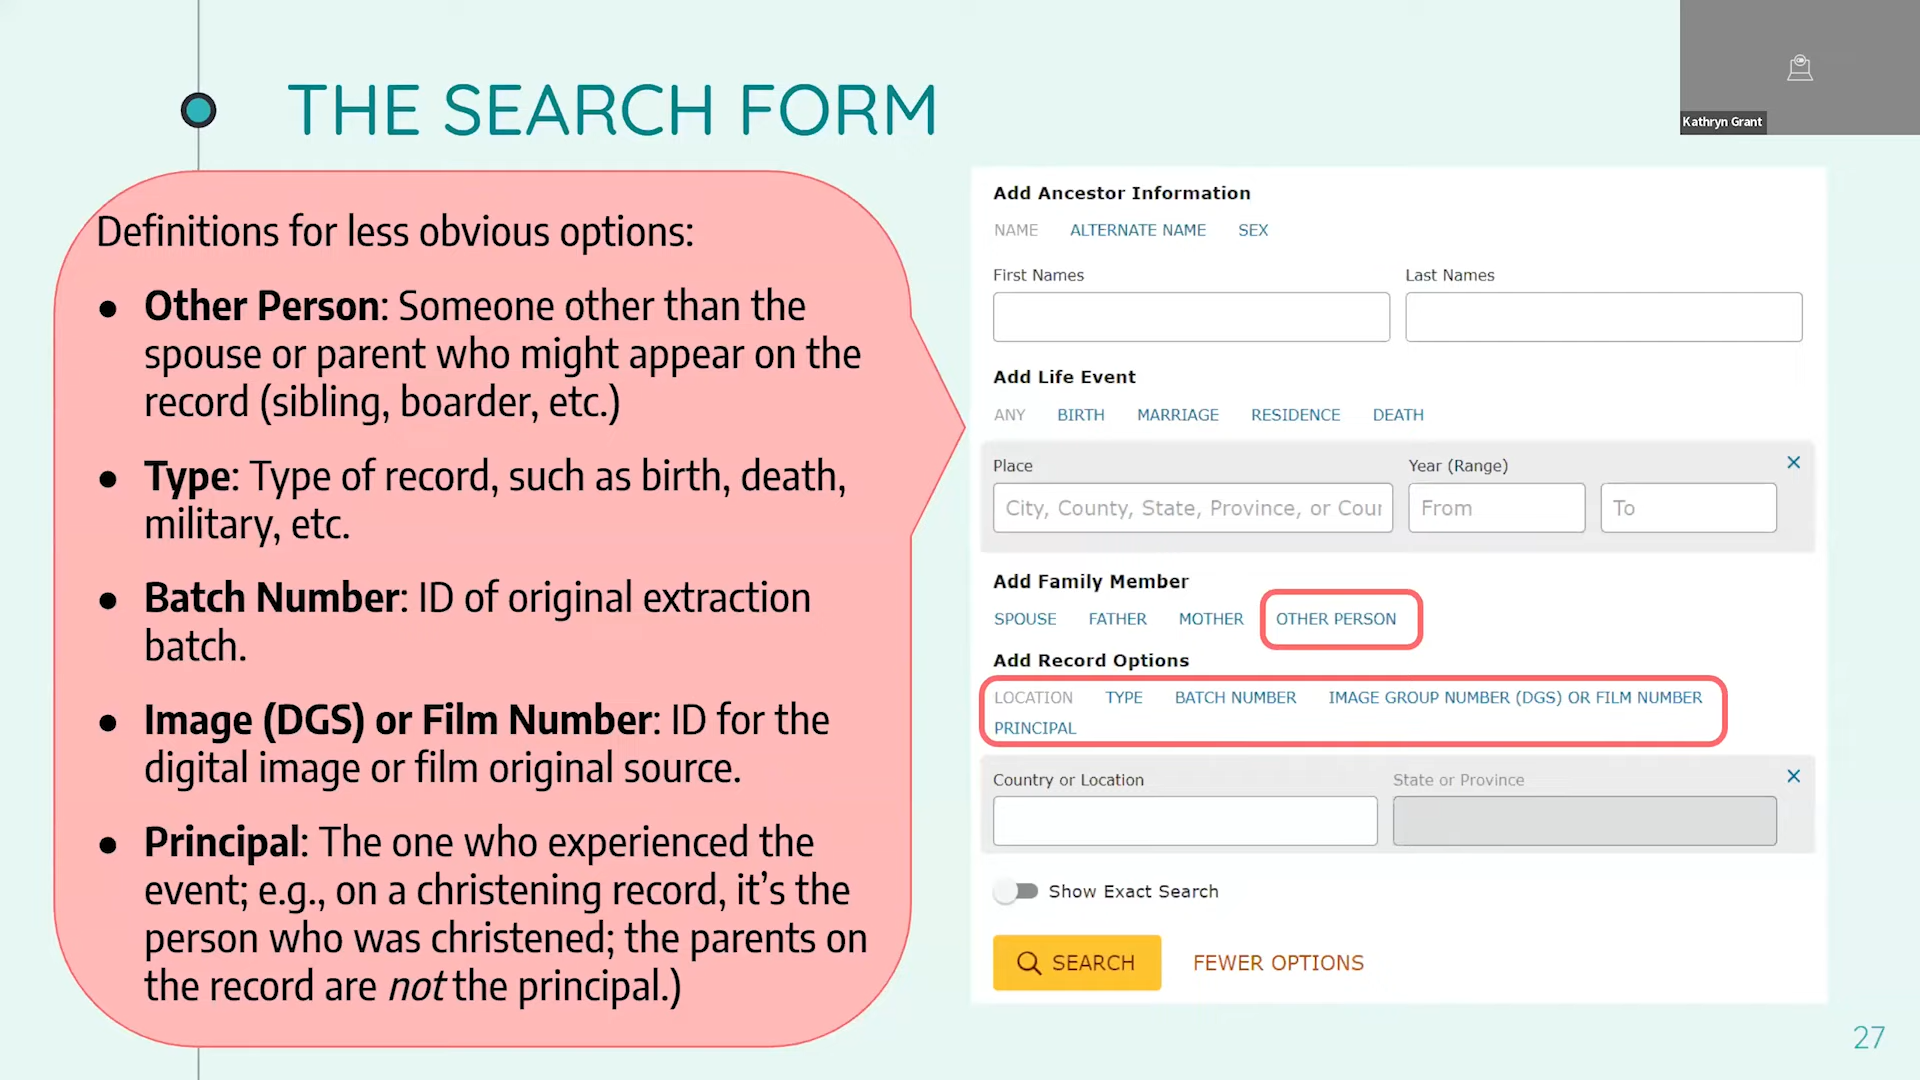 THE SEARCH FORM
Kathryn Grant
Definitions for less obvious options:
● Other Person: Someone other than the
spouse or parent who might appear on the
record (sibling, boarder, etc.)
● Type: Type of record, such as birth, death,
military, etc.
● Batch Number: ID of original extraction
batch.
● Image (DGS) or Film Number: ID for the
digital image or film original source.
● Principal: The one who experienced the
event; e.g., on a christening record, it’s the
person who was christened; the parents on
the record are not the principal.)
Add Ancestor Information
NAME ALTERNATE NAME SEX
First Names Last Names
Add Life Event
ANY BIRTH MARRIAGE RESIDENCE DEATH
Place Year (Range)
City, County, State, Province, or Cour From To
Add Family Member
SPOUSE FATHER MOTHER OTHER PERSON
Add Record Options
LOCATION TYPE BATCH NUMBER IMAGE GROUP NUMBER (DGS) OR FILM NUMBER
PRINCIPAL
Country or Location State or Province
Show Exact Search
SEARCH FEWER OPTIONS
27